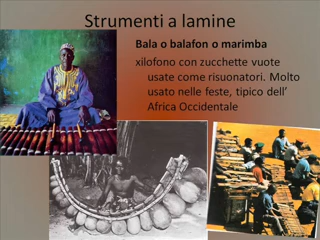 Strumenti a lamine
Bala o balafon o marimba
xilofono con zucchette vuote
usate come risuonatori. Molto
usato nelle feste, tipico dell’
Africa Occidentale